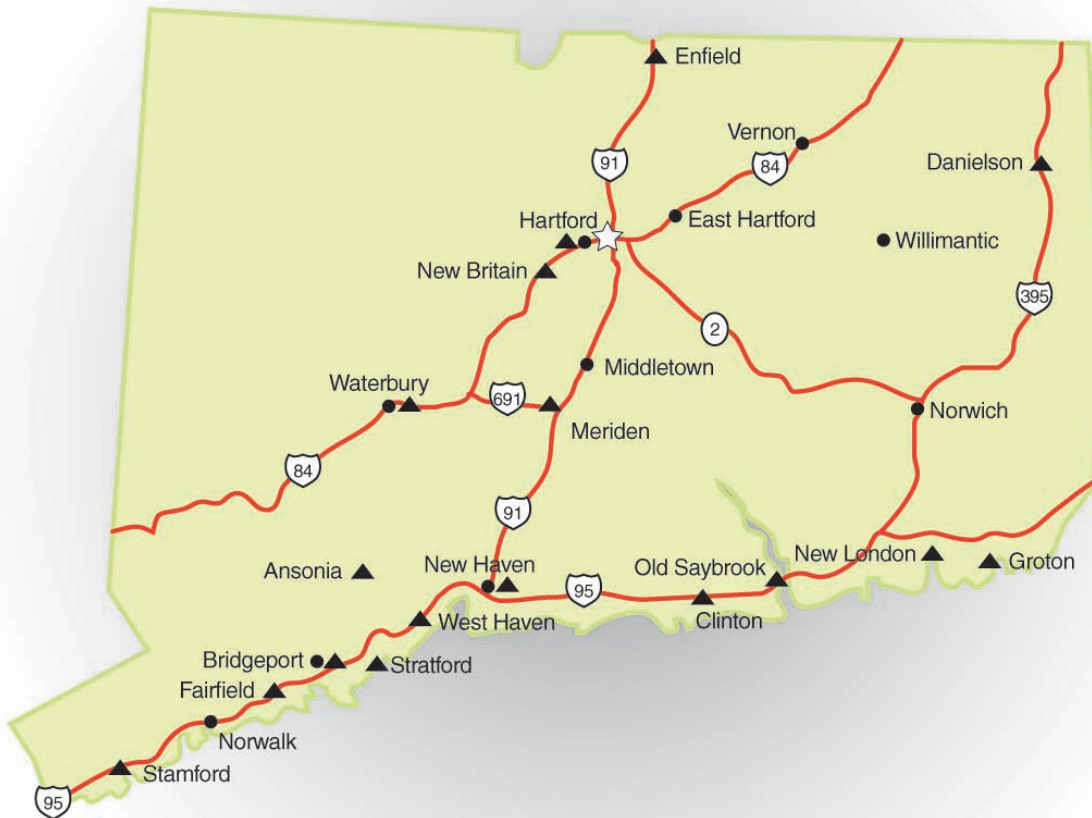 Enfield
Vernon
91
84
Danielson
Hartford
East Hartford
Willimantic
New Britain
395
2
Middletown
Waterbury
691
Norwich
Meriden
84
91
New London
Groton
Ansonia
New Haven
Old Saybrook
95
West Haven
Clinton
Bridgeport
Stratford
Fairfield
Norwalk
Stamford
95